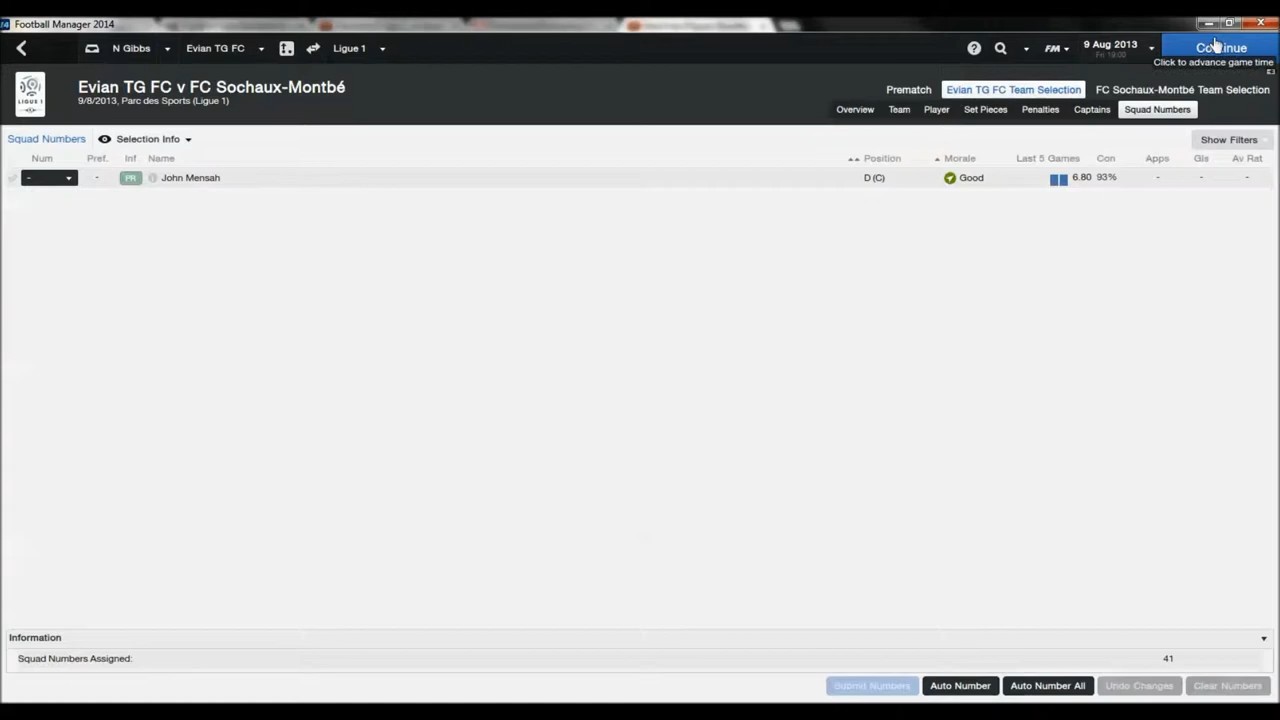 Football Manager 2014
N Gibbs Evian TG FC Ligue 1 FM 9 Aug 2013 Continue
Fri 19:00
Click to advance game time
Evian TG FC v FC Sochaux-Montbé
9/8/2013, Parc des Sports (Ligue 1)
LIGUE 1
Prematch Evian TG FC Team Selection FC Sochaux-Montbé Team Selection
Overview Team Player Set Pieces Penalties Captains Squad Numbers
Squad Numbers Selection Info Show Filters
Num Pref. Inf Name Position Morale Last 5 Games Con Apps Gls Av Rat
- - PR John Mensah D (C) Good 6.80 93% - - -
Information
Squad Numbers Assigned: 41
Submit Numbers Auto Number Auto Number All Undo Changes Clear Numbers